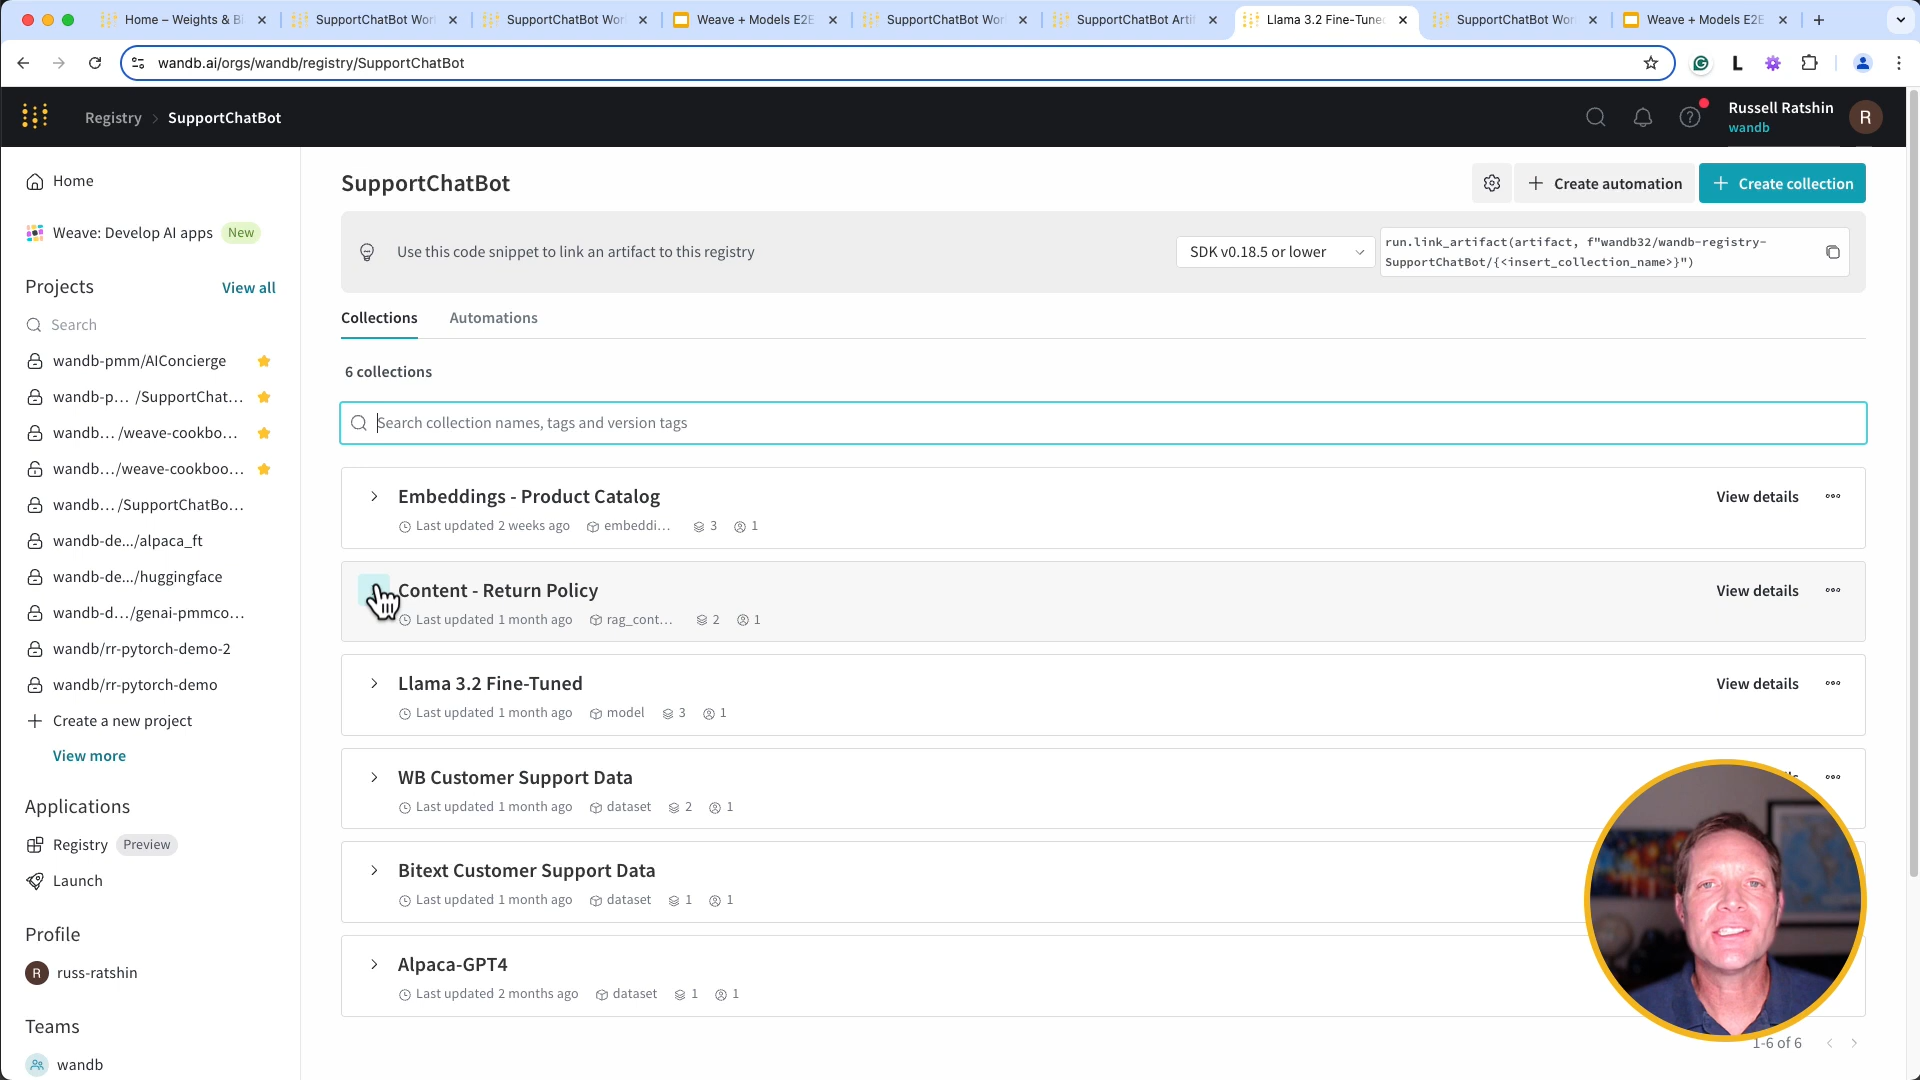 Home – Weights & Bi
SupportChatBot Wor
SupportChatBot Wor
Weave + Models E2E
SupportChatBot Wor
SupportChatBot Artif
Llama 3.2 Fine-Tune
SupportChatBot Wor
Weave + Models E2E
wandb.ai/orgs/wandb/registry/SupportChatBot
Registry > SupportChatBot
Russell Ratshin
wandb
R
Home
Weave: Develop AI apps New
Projects View all
Search
wandb-pmm/AIConcierge
wandb-p... /SupportChat...
wandb... /weave-cookbo...
wandb.../weave-cookboo...
wandb... /SupportChatBo...
wandb-de.../alpaca_ft
wandb-de.../huggingface
wandb-d.../genai-pmmco...
wandb/rr-pytorch-demo-2
wandb/rr-pytorch-demo
Create a new project
View more
Applications
Registry Preview
Launch
Profile
R russ-ratshin
Teams
wandb
SupportChatBot
Create automation
Create collection
Use this code snippet to link an artifact to this registry
SDK v0.18.5 or lower
run.link_artifact(artifact, f"wandb32/wandb-registry-
SupportChatBot/{<insert_collection_name>}")
Collections Automations
6 collections
Search collection names, tags and version tags
Embeddings - Product Catalog View details
Last updated 2 weeks ago embeddi... 3 1
Content - Return Policy View details
Last updated 1 month ago rag_cont... 2 1
Llama 3.2 Fine-Tuned View details
Last updated 1 month ago model 3 1
WB Customer Support Data
Last updated 1 month ago dataset 2 1
Bitext Customer Support Data
Last updated 1 month ago dataset 1 1
Alpaca-GPT4
Last updated 2 months ago dataset 1 1
1-6 of 6